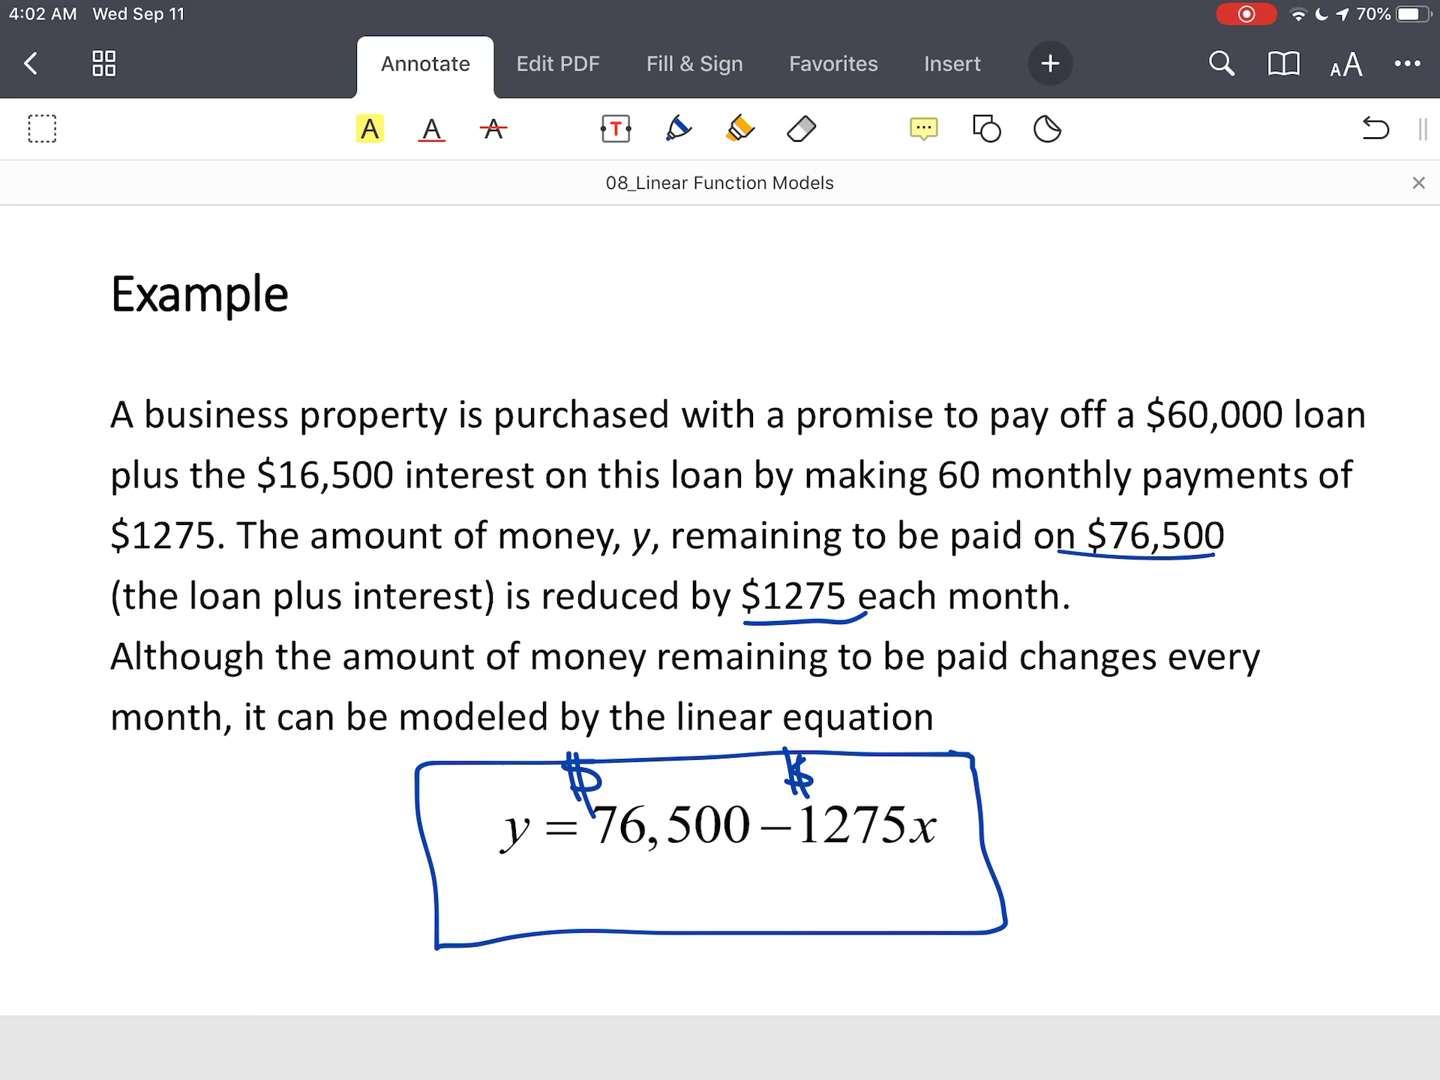 4:02 AM Wed Sep 11 70%
Annotate Edit PDF Fill & Sign Favorites Insert +
A A A T AA
08_Linear Function Models ×
Example
A business property is purchased with a promise to pay off a $60,000 loan
plus the $16,500 interest on this loan by making 60 monthly payments of
$1275. The amount of money, y, remaining to be paid on $76,500
(the loan plus interest) is reduced by $1275 each month.
Although the amount of money remaining to be paid changes every
month, it can be modeled by the linear equation
$ $
y = 76,500 – 1275x